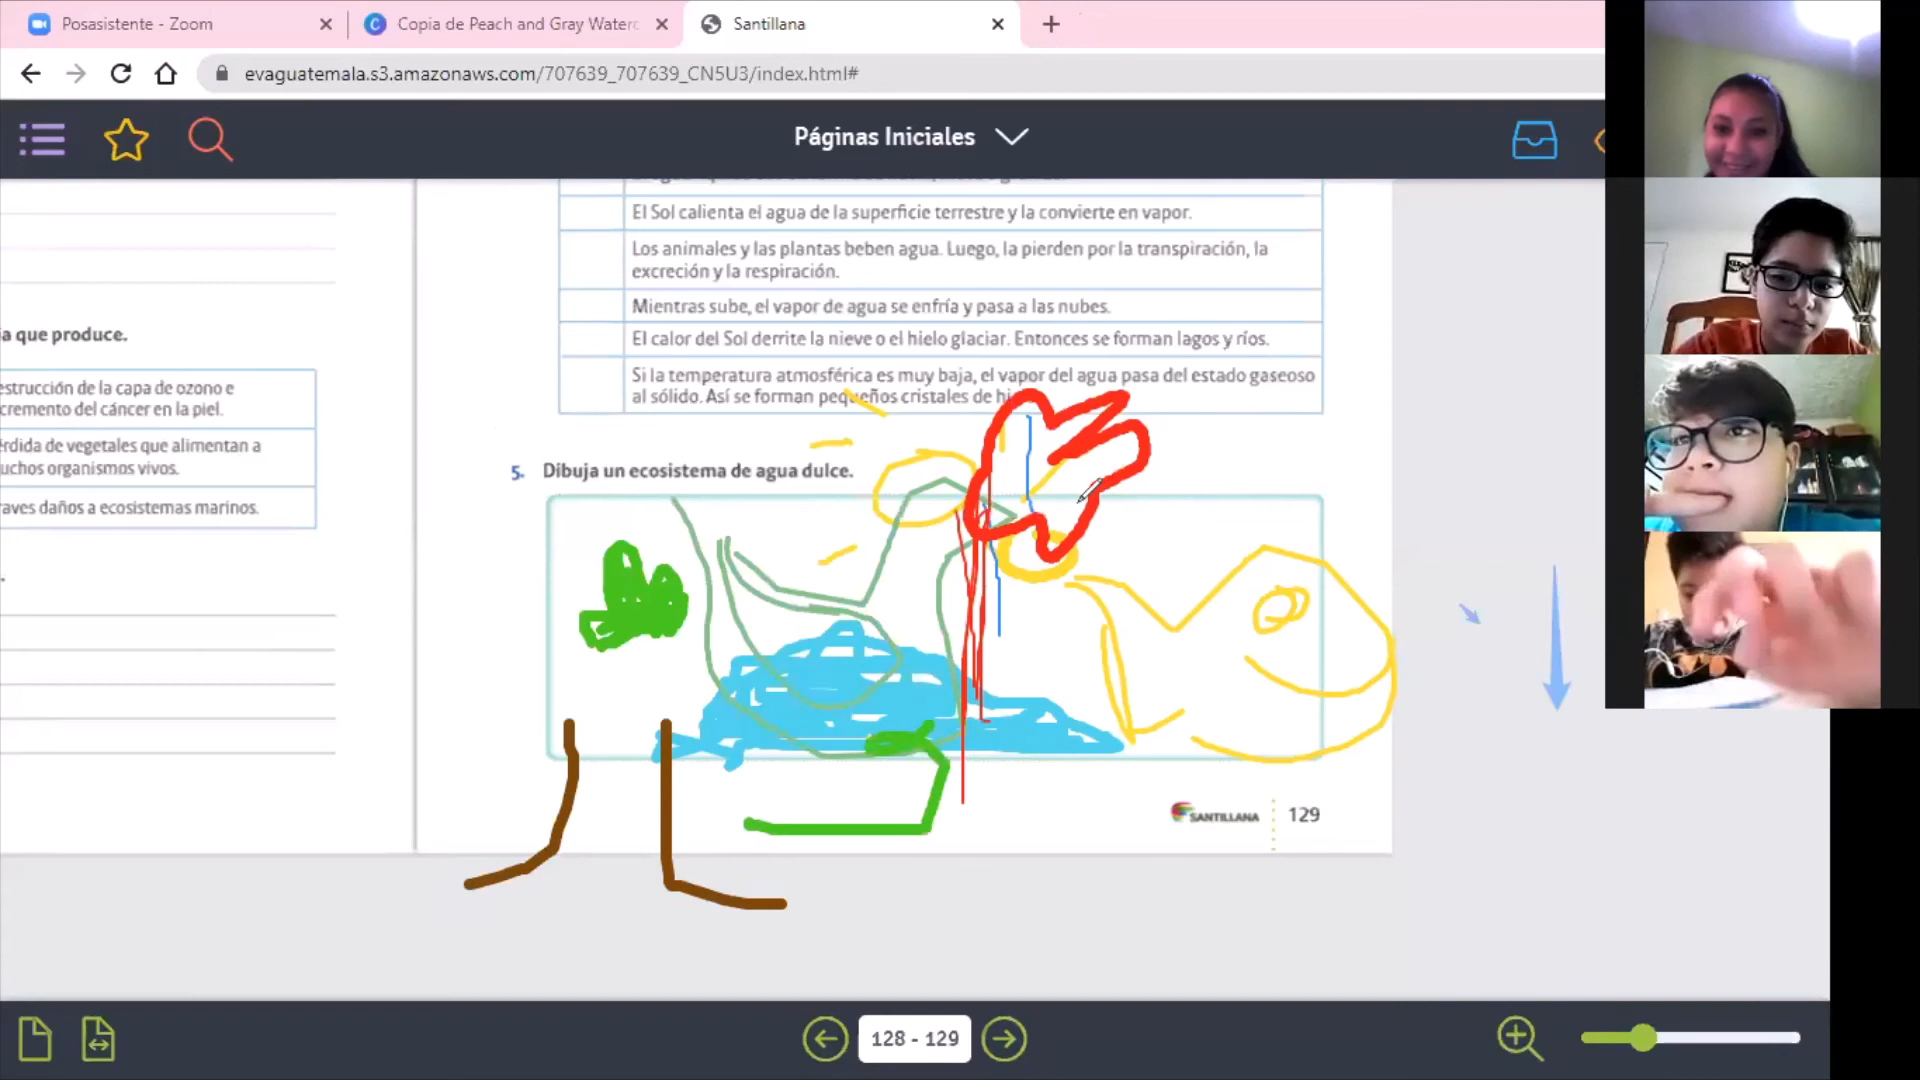 Posasistente - Zoom
Copia de Peach and Gray Waterc
Santillana
evaguatemala.s3.amazonaws.com/707639_707639_CN5U3/index.html#
Páginas Iniciales
El Sol calienta el agua de la superficie terrestre y la convierte en vapor.
Los animales y las plantas beben agua. Luego, la pierden por la transpiración, la
excreción y la respiración.
Mientras sube, el vapor de agua se enfría y pasa a las nubes.
El calor del Sol derrite la nieve o el hielo glaciar. Entonces se forman lagos y ríos.
Si la temperatura atmosférica es muy baja, el vapor del agua pasa del estado gaseoso
al sólido. Así se forman pequeños cristales de hi
ia que produce.
estrucción de la capa de ozono e
cremento del cáncer en la piel.
érdida de vegetales que alimentan a
uchos organismos vivos.
raves daños a ecosistemas marinos.
5. Dibuja un ecosistema de agua dulce.
SANTILLANA 129
128 - 129